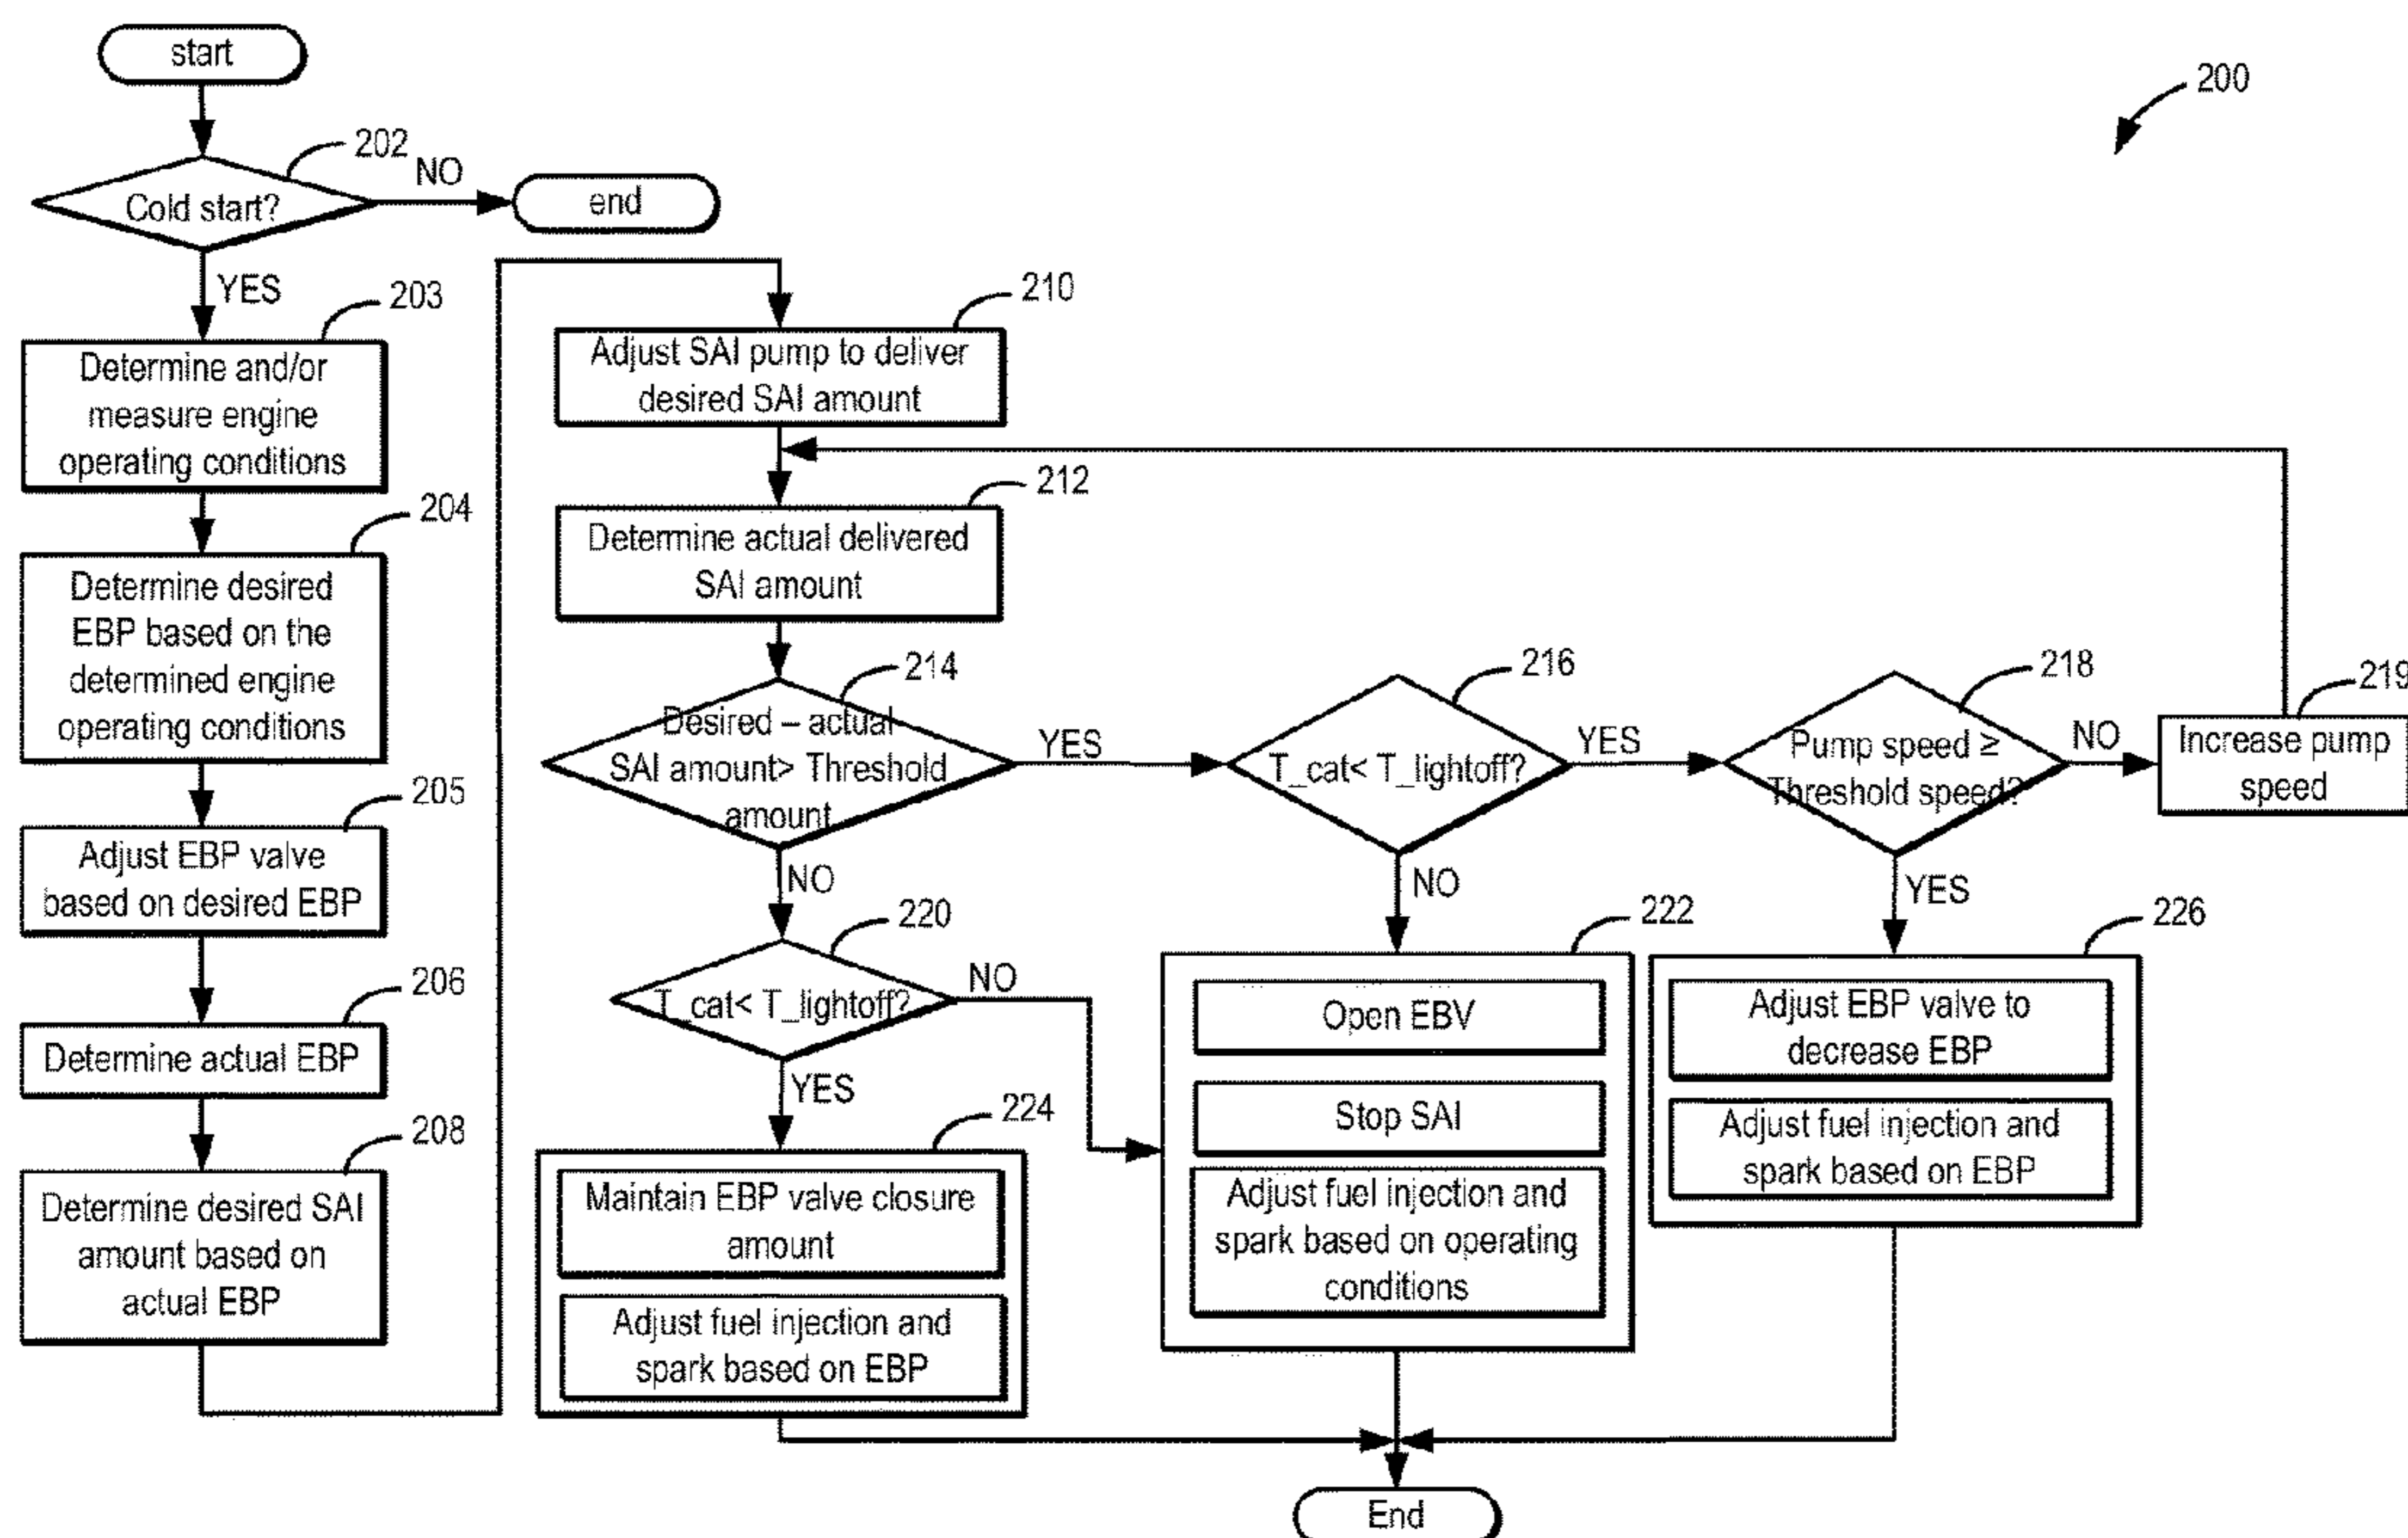 start
200
202
Cold start?
NO
end
YES
203
Determine and/or
measure engine
operating conditions
204
Determine desired
EBP based on the
determined engine
operating conditions
205
Adjust EBP valve
based on desired EBP
206
Determine actual EBP
208
Determine desired SAI
amount based on
actual EBP
210
Adjust SAI pump to deliver
desired SAI amount
212
Determine actual delivered
SAI amount
214
Desired – actual
SAI amount> Threshold
amount
YES
NO
216
T_cat< T_lightoff?
YES
NO
218
Pump speed ≥
Threshold speed?
NO
YES
219
Increase pump
speed
220
T_cat< T_lightoff?
NO
YES
222
Open EBV
Stop SAI
Adjust fuel injection and
spark based on operating
conditions
224
Maintain EBP valve closure
amount
Adjust fuel injection and
spark based on EBP
226
Adjust EBP valve to
decrease EBP
Adjust fuel injection and
spark based on EBP
End